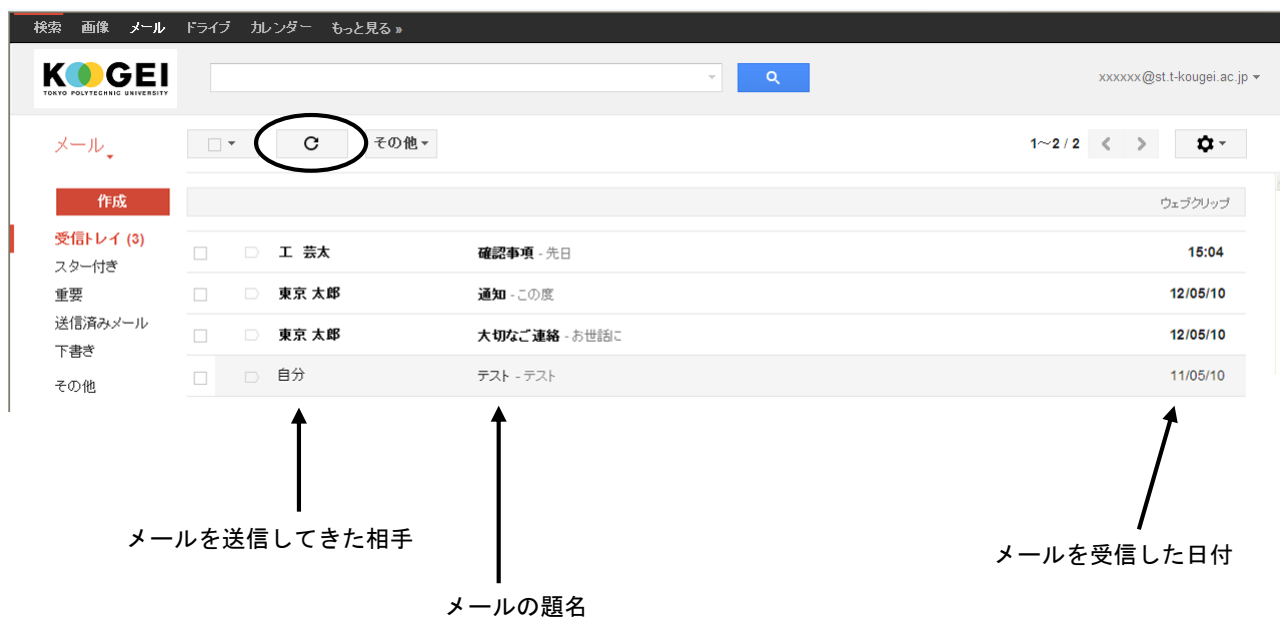 検索 画像 メール ドライブ カレンダー もっと見る »
KOOGEI
TOKYO POLYTECHNIC UNIVERSITY
xxxxxx@st.t-kougei.ac.jp
メール
その他
1～2 / 2
作成
ウェブクリップ
受信トレイ (3)
スター付き
重要
送信済みメール
下書き
その他
工 芸太 確認事項 - 先日 15:04
東京 太郎 通知 - この度 12/05/10
東京 太郎 大切なご連絡 - お世話に 12/05/10
自分 テスト - テスト 11/05/10
メールを送信してきた相手
メールを受信した日付
メールの題名